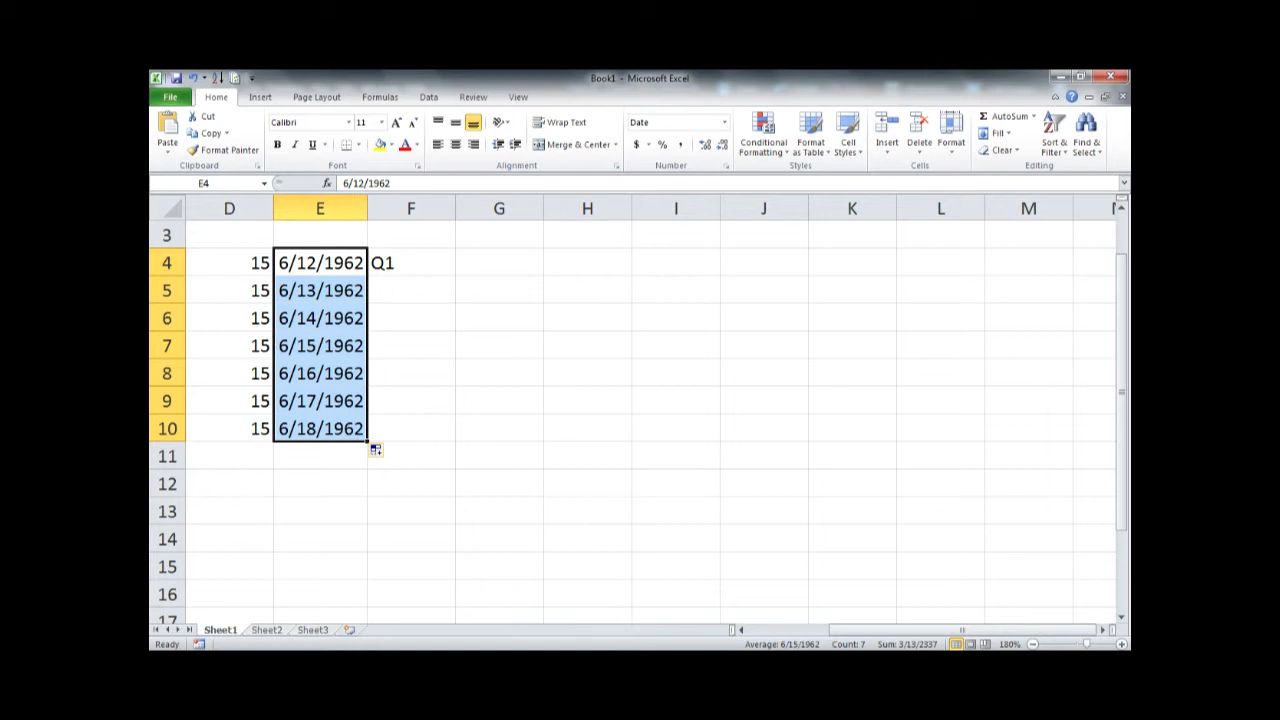 Book1 - Microsoft Excel
File Home Insert Page Layout Formulas Data Review View
Cut Calibri 11 Wrap Text Date AutoSum
Copy Fill
Paste Format Painter Merge & Center $ % , Conditional Formatting Format as Table Cell Styles Insert Delete Format Clear Sort & Filter Find & Select
B I U
Clipboard Font Alignment Number Styles Cells Editing
E4 fx 6/12/1962
D E F G H I J K L M
3
4 15 6/12/1962 Q1
5 15 6/13/1962
6 15 6/14/1962
7 15 6/15/1962
8 15 6/16/1962
9 15 6/17/1962
10 15 6/18/1962
11
12
13
14
15
16
17
Sheet1 Sheet2 Sheet3
Ready Average: 6/15/1962 Count: 7 Sum: 3/13/2337 180%